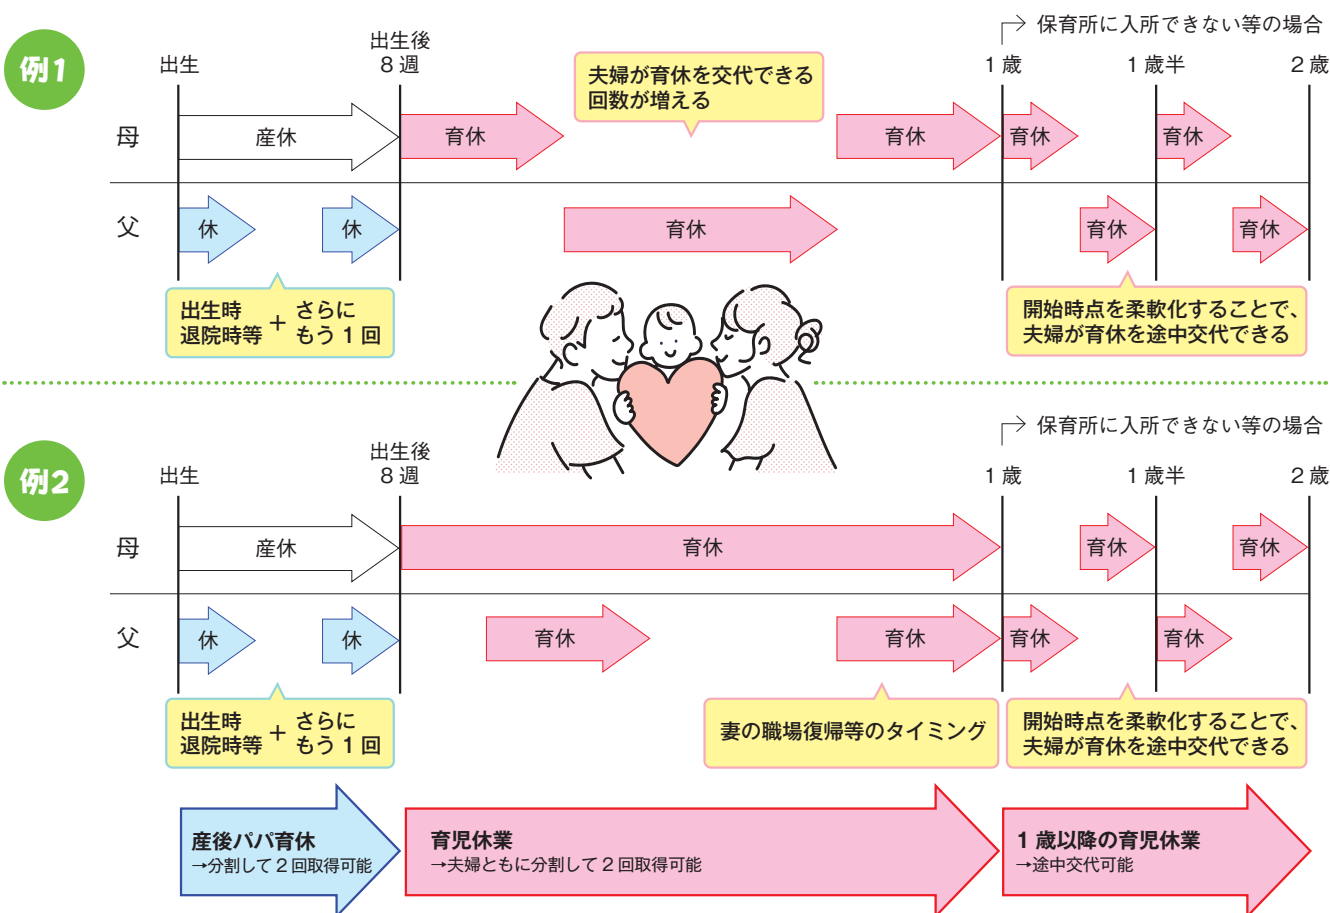 例1
保育所に入所できない等の場合
出生
出生後
8週
1歳
1歳半
2歳
夫婦が育休を交代できる
回数が増える
母
産休
育休
育休
育休
育休
父
休
休
育休
育休
育休
出生時
退院時等
+
さらに
もう1回
開始時点を柔軟化することで、
夫婦が育休を途中交代できる
例2
保育所に入所できない等の場合
出生
出生後
8週
1歳
1歳半
2歳
母
産休
育休
育休
育休
父
休
休
育休
育休
育休
育休
出生時
退院時等
+
さらに
もう1回
妻の職場復帰等のタイミング
開始時点を柔軟化することで、
夫婦が育休を途中交代できる
産後パパ育休
→分割して2回取得可能
育児休業
→夫婦ともに分割して2回取得可能
1歳以降の育児休業
→途中交代可能